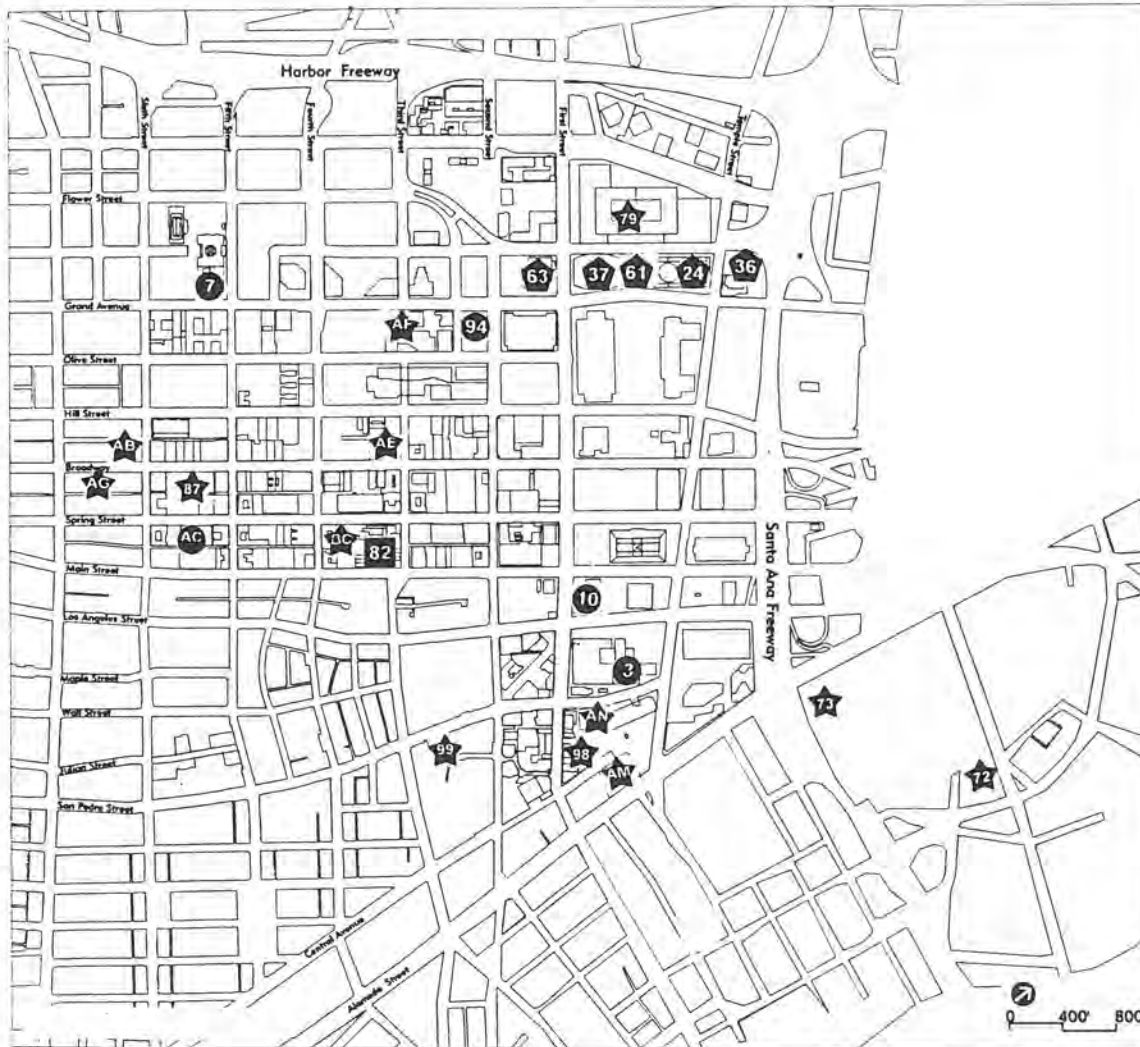 Harbor Freeway
Sixth Street
Fifth Street
Fourth Street
Third Street
Second Street
First Street
Temple Street
Flower Street
79
63
37
61
24
36
7
Grand Avenue
AF
94
Olive Street
Hill Street
AB
AE
Broadway
AG
87
Spring Street
AC
82
Main Street
Santa Ana Freeway
10
Los Angeles Street
3
Maple Street
73
Wall Street
AN
99
98
Julian Street
AM
72
San Pedro Street
Central Avenue
Alameda Street
0 400' 800'